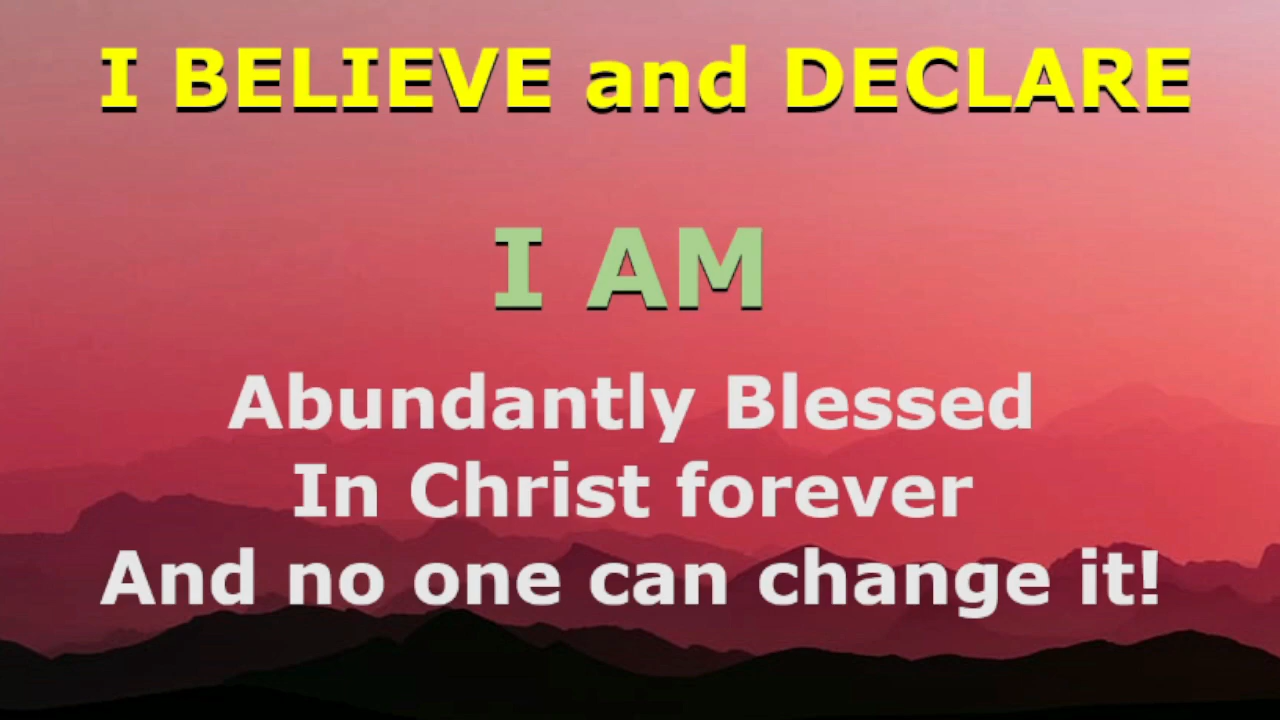 I BELIEVE and DECLARE
I AM
Abundantly Blessed
In Christ forever
And no one can change it!